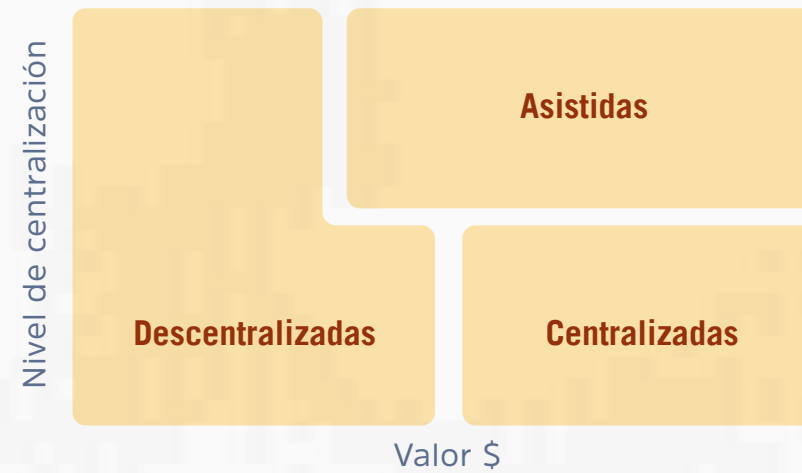 Nivel de centralización
Asistidas
Descentralizadas
Centralizadas
Valor $